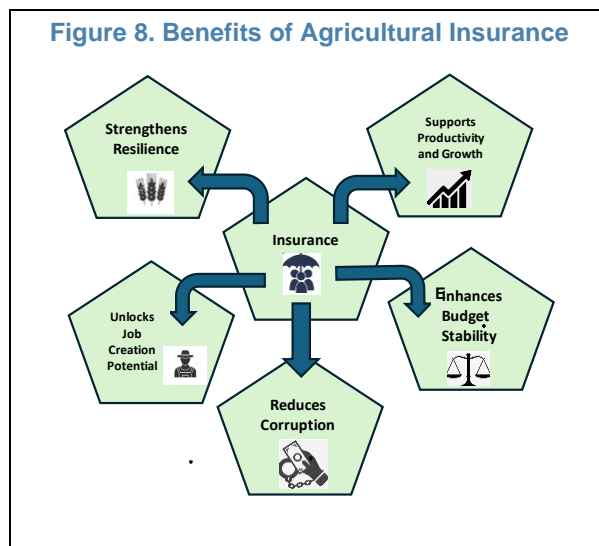 Figure 8. Benefits of Agricultural Insurance
Strengthens
Resilience
Supports
Productivity
and Growth
Insurance
Unlocks
Job
Creation
Potential
Enhances
Budget
Stability
Reduces
Corruption